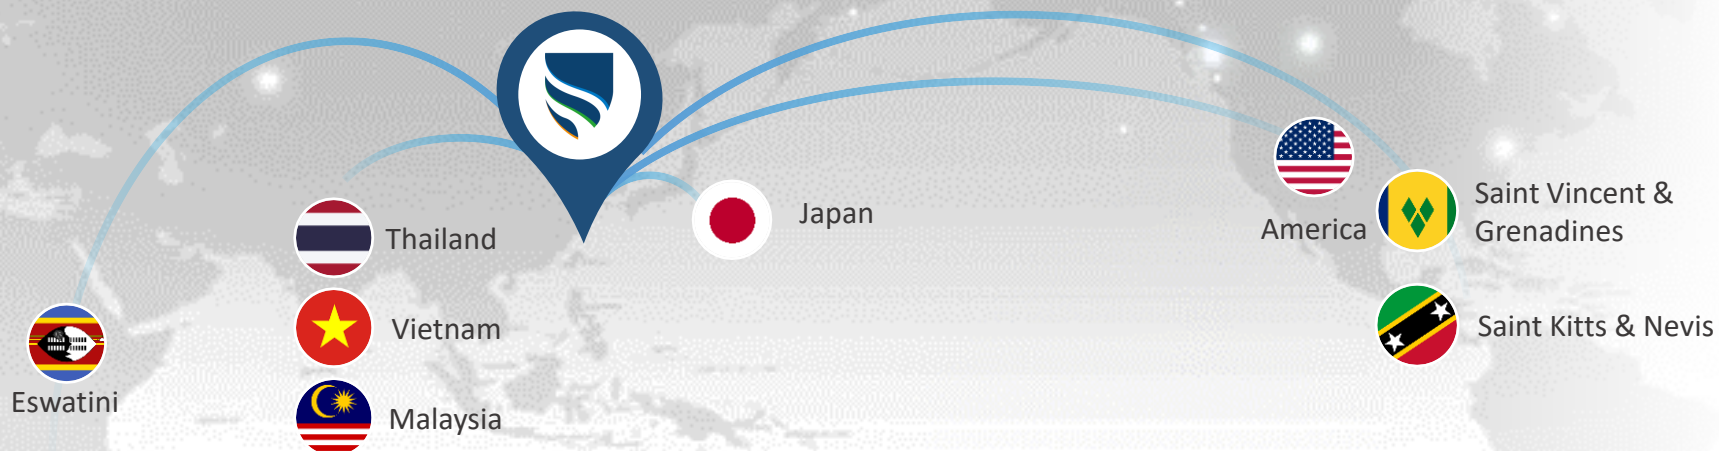 Eswatini
Thailand
Vietnam
Malaysia
Japan
America
Saint Vincent &
Grenadines
Saint Kitts & Nevis